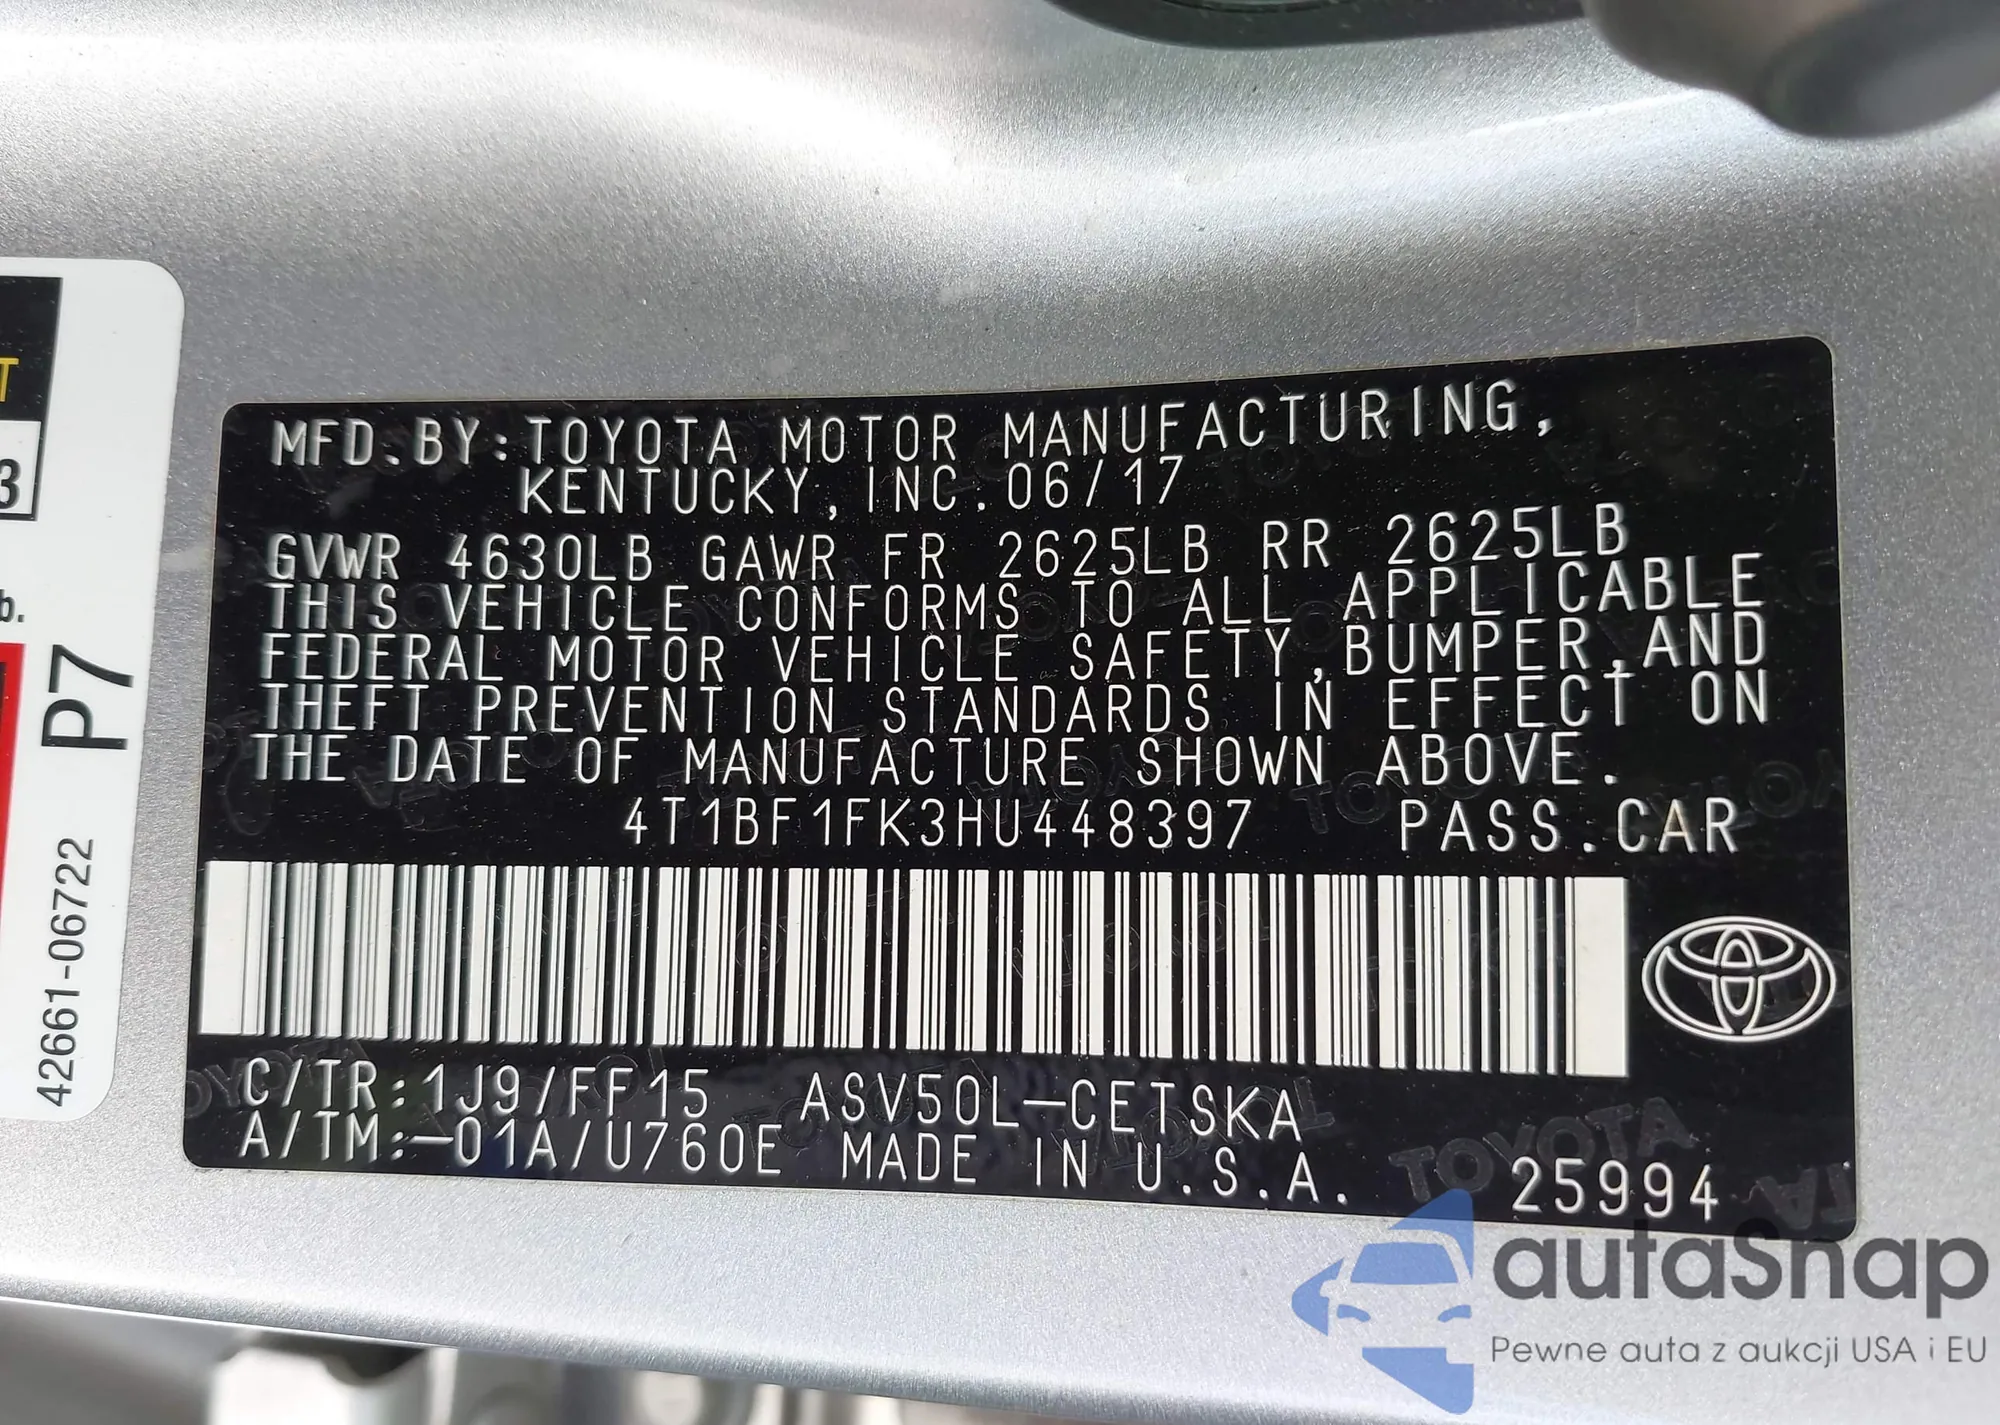 MFD.BY:TOYOTA MOTOR MANUFACTURING,
KENTUCKY, INC.06/17
GVWR 4630LB GAWR FR 2625LB RR 2625LB
THIS VEHICLE CONFORMS TO ALL APPLICABLE
FEDERAL MOTOR VEHICLE SAFETY,BUMPER,AND
THEFT PREVENTION STANDARDS IN EFFECT ON
THE DATE OF MANUFACTURE SHOWN ABOVE.
4T1BF1FK3HU448397 PASS.CAR
C/TR:1J9/FF15 ASV50L-CETSKA
A/TM:-01A/U760E MADE IN U.S.A.
25994
T
3
b.
P7
42661-06722
autaSnap
Pewne auta z aukcji USA i EU